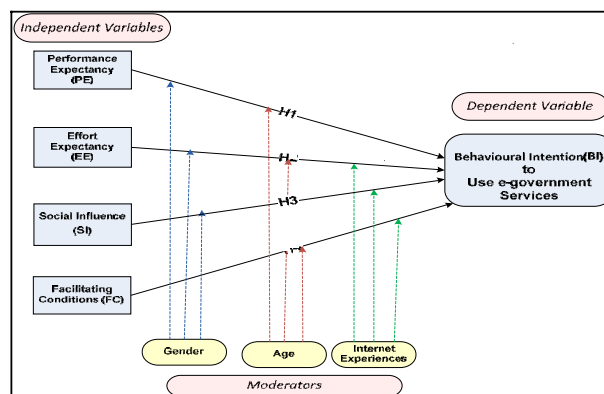 Independent Variables
Performance
Expectancy
(PE)
H1
Dependent Variable
Effort
Expectancy
(EE)
Behavioural Intention(BI)
to
Use e-government
Services
Social Influence
(SI)
H3
Facilitating
Conditions (FC)
Gender
Age
Internet
Experiences
Moderators